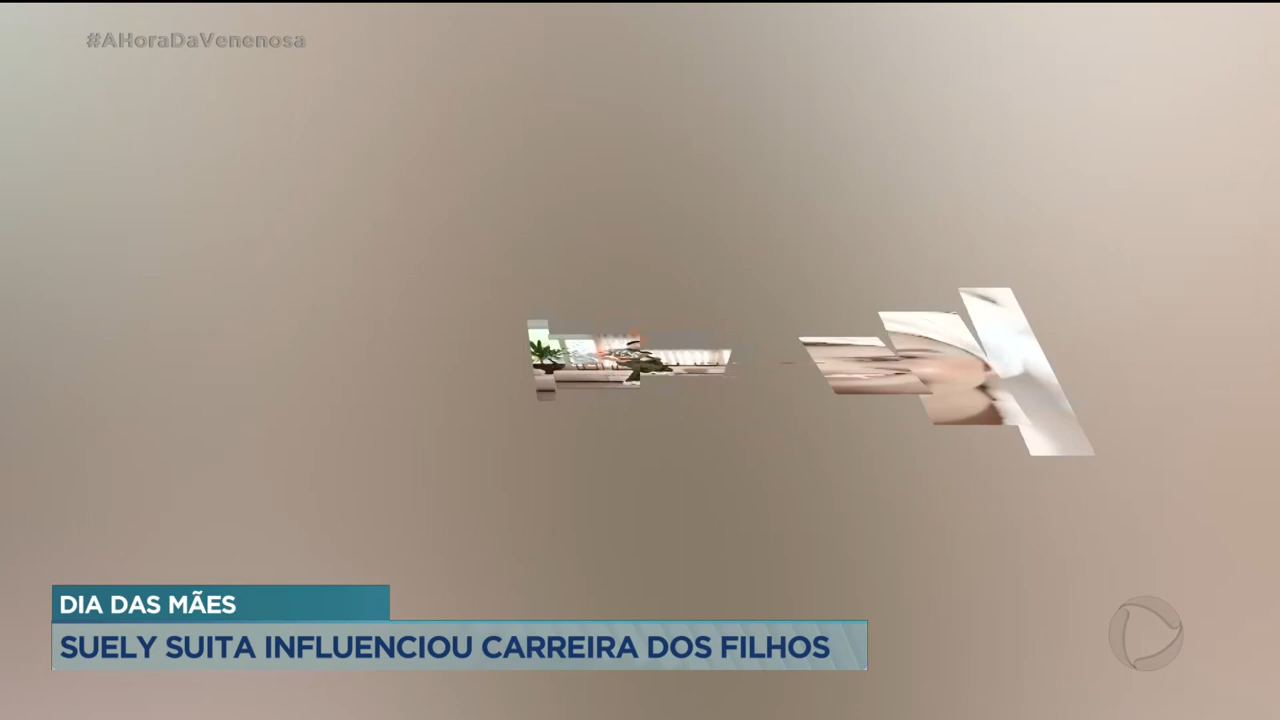 #AHoraDaVenenosa
DIA DAS MÃES
SUELY SUITA INFLUENCIOU CARREIRA DOS FILHOS